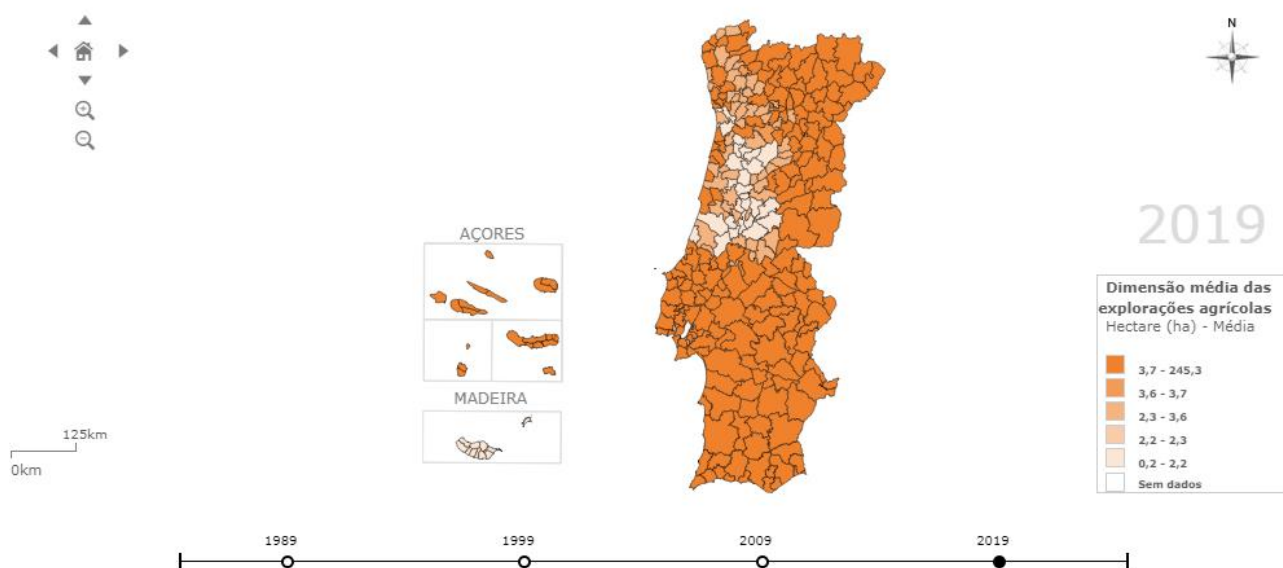 N
2019
AÇORES
MADEIRA
125km
0km
Dimensão média das
explorações agrícolas
Hectare (ha) - Média
3,7 - 245,3
3,6 - 3,7
2,3 - 3,6
2,2 - 2,3
0,2 - 2,2
Sem dados
1989
1999
2009
2019